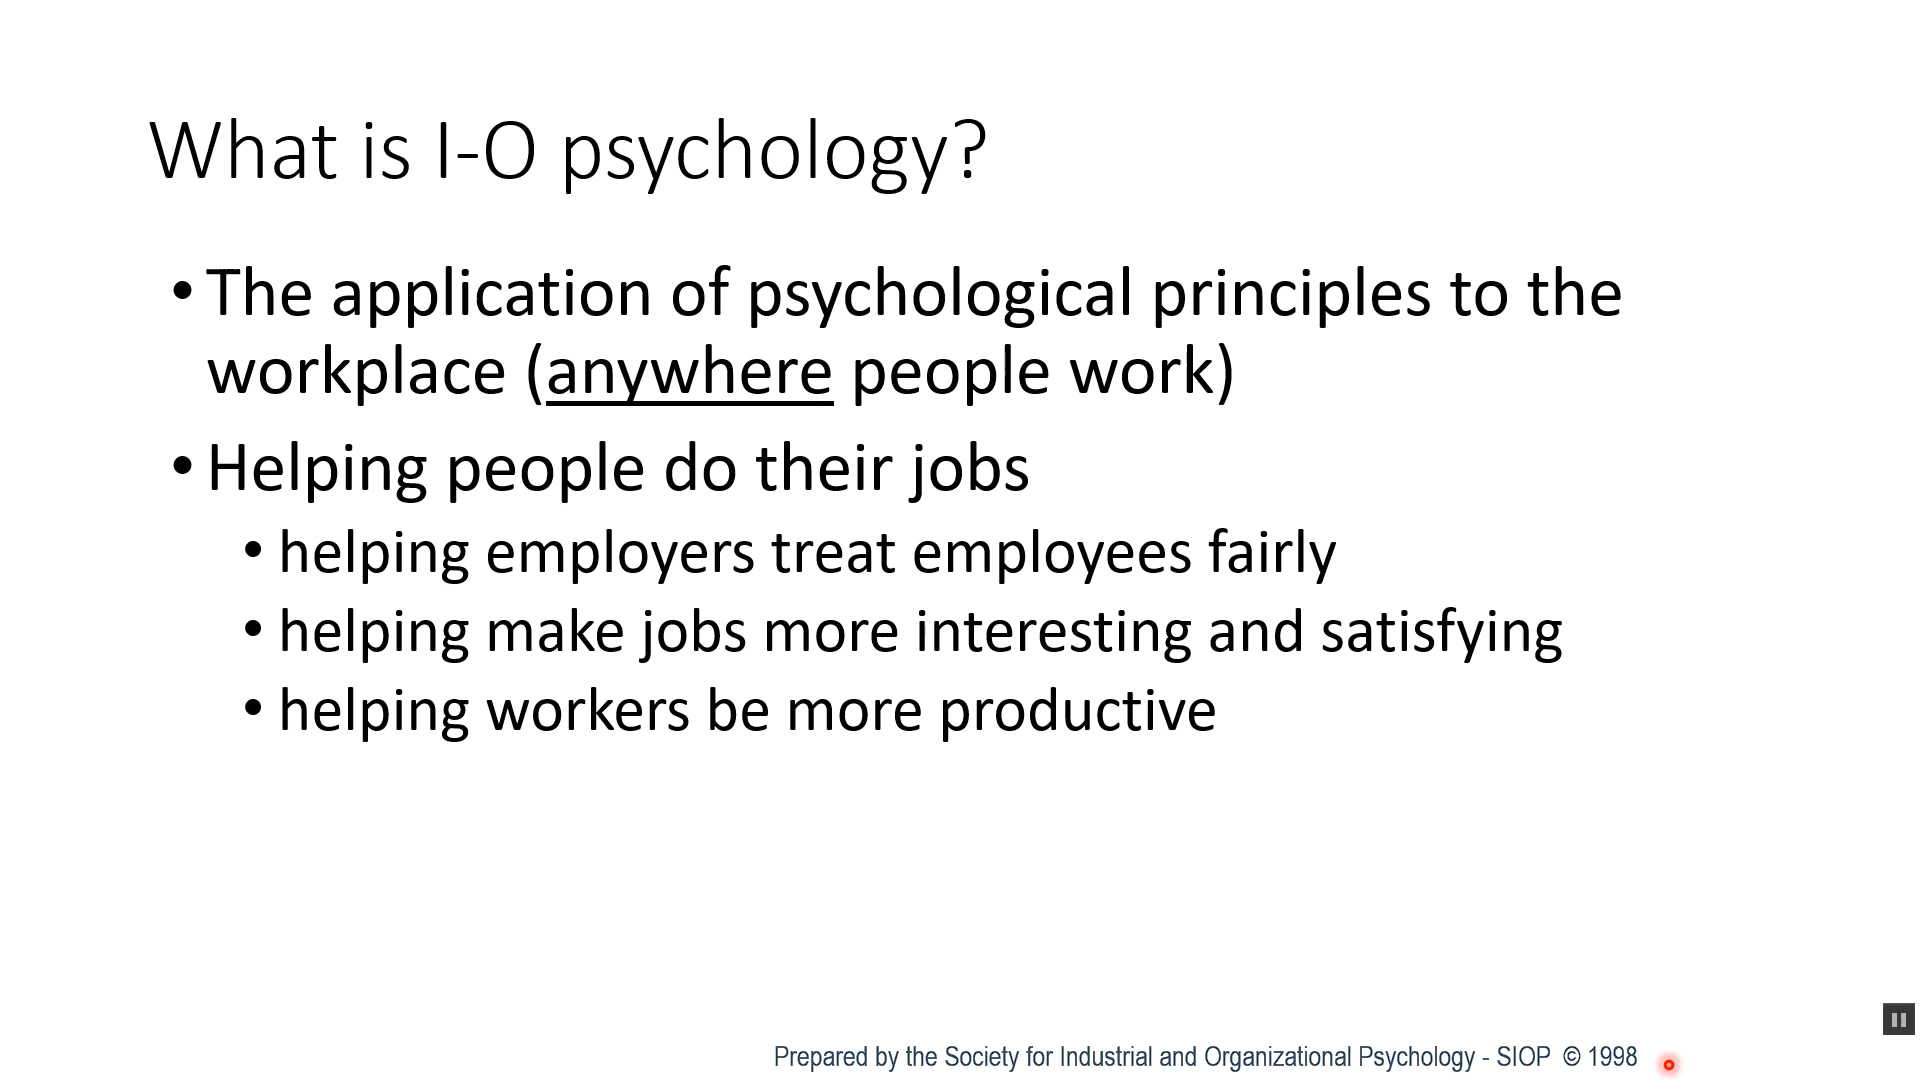 What is I-O psychology?
• The application of psychological principles to the
workplace (anywhere people work)
• Helping people do their jobs
• helping employers treat employees fairly
• helping make jobs more interesting and satisfying
• helping workers be more productive
Prepared by the Society for Industrial and Organizational Psychology - SIOP © 1998